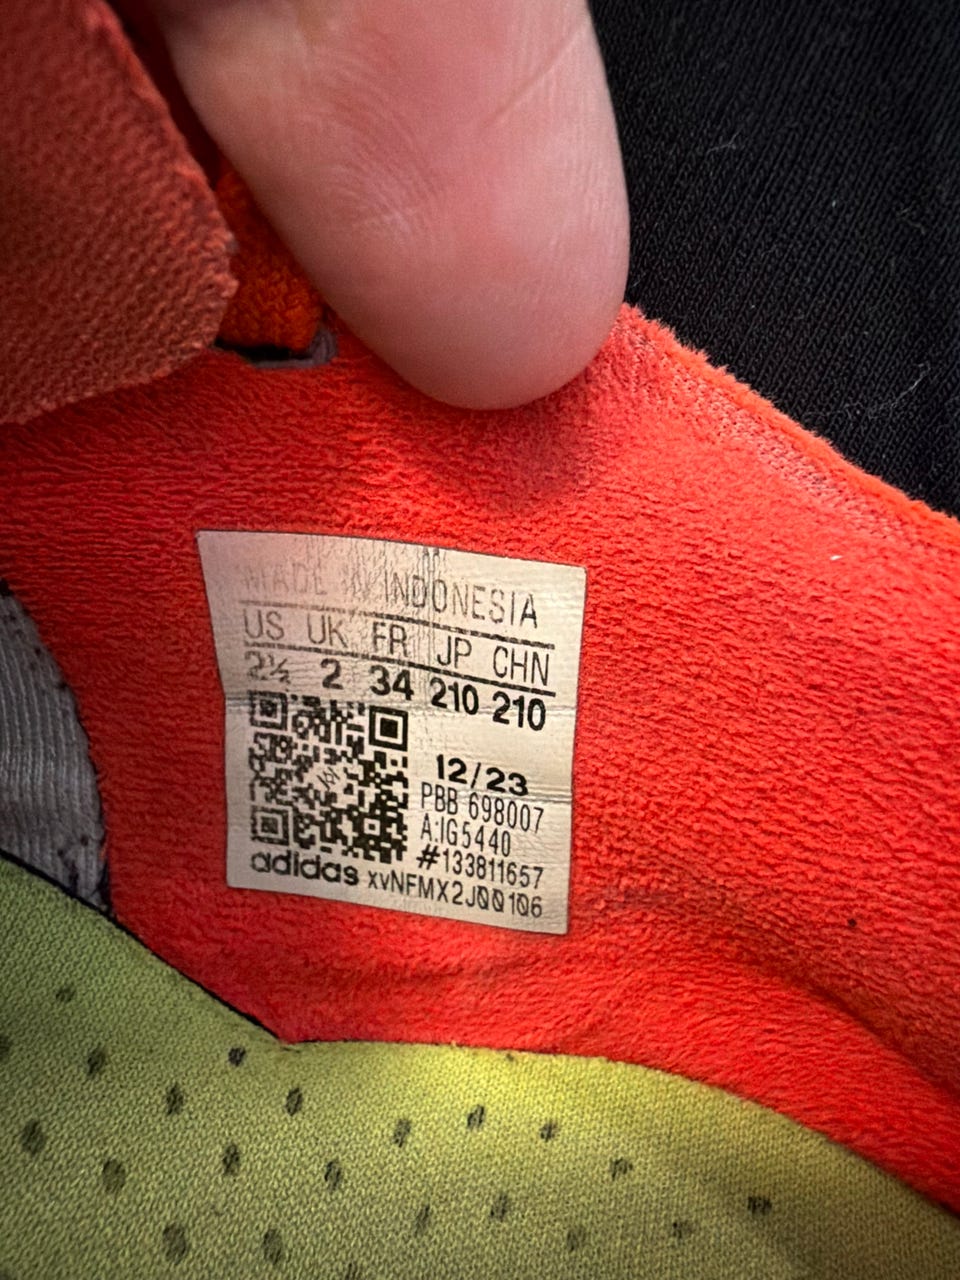 MADE IN INDONESIA
US UK FR JP CHN
2½ 2 34 210 210
12/23
PBB 698007
A:IG5440
#133811657
adidas xvNFMX2J00106